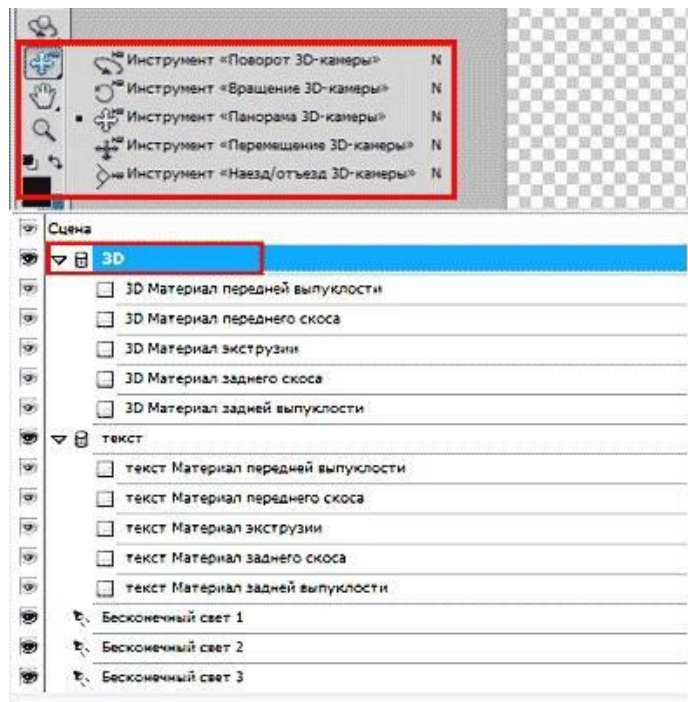 Инструмент «Поворот 3D-камеры» N
Инструмент «Вращение 3D-камеры» N
Инструмент «Панорама 3D-камеры» N
Инструмент «Перемещение 3D-камеры» N
Инструмент «Наезд/отъезд 3D-камеры» N
Сцена
3D
3D Материал передней выпуклости
3D Материал переднего скоса
3D Материал экструзии
3D Материал заднего скоса
3D Материал задней выпуклости
текст
текст Материал передней выпуклости
текст Материал переднего скоса
текст Материал экструзии
текст Материал заднего скоса
текст Материал задней выпуклости
Бесконечный свет 1
Бесконечный свет 2
Бесконечный свет 3